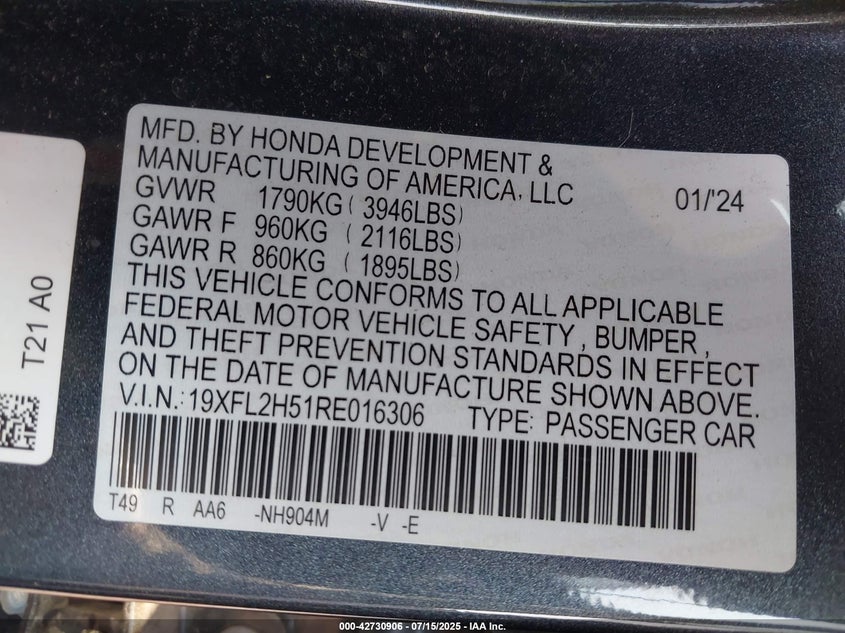 MFD. BY HONDA DEVELOPMENT &
MANUFACTURING OF AMERICA, LLC 01/'24
GVWR 1790KG ( 3946LBS)
GAWR F 960KG ( 2116LBS)
GAWR R 860KG ( 1895LBS)
THIS VEHICLE CONFORMS TO ALL APPLICABLE
FEDERAL MOTOR VEHICLE SAFETY , BUMPER ,
AND THEFT PREVENTION STANDARDS IN EFFECT
ON THE DATE OF MANUFACTURE SHOWN ABOVE.
V.I.N.: 19XFL2H51RE016306 TYPE: PASSENGER CAR
T49 R AA6 -NH904M -V -E
T21 A0
000-42730906 - 07/15/2025 - IAA Inc.